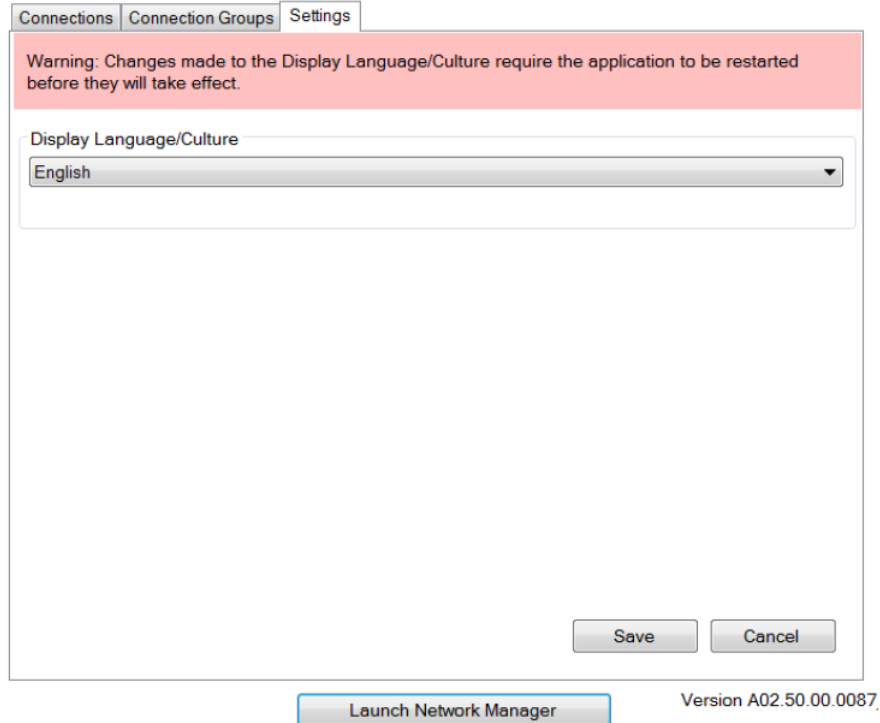 Connections Connection Groups Settings
Warning: Changes made to the Display Language/Culture require the application to be restarted
before they will take effect.
Display Language/Culture
English
Save Cancel
Launch Network Manager Version A02.50.00.0087